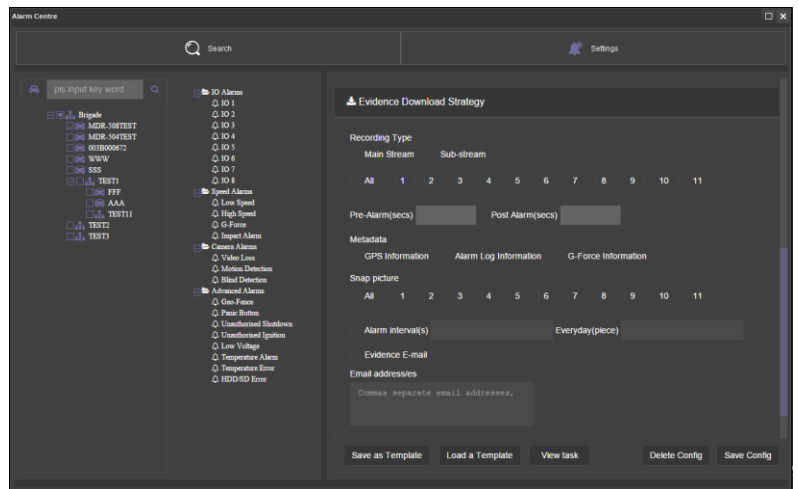 Alarm Centre
Search
Settings
pls input key word
Brigade
MDR-508TEST
MDR-504TEST
003B000672
WWW
SSS
TEST1
FFF
AAA
TEST11
TEST2
TEST3
IO Alarms
IO 1
IO 2
IO 3
IO 4
IO 5
IO 6
IO 7
IO 8
Speed Alarms
Low Speed
High Speed
G-Force
Impact Alarm
Camera Alarms
Video Loss
Motion Detection
Blind Detection
Advanced Alarms
Geo-Fence
Panic Button
Unauthorised Shutdown
Unauthorised Ignition
Low Voltage
Temperature Alarm
Temperature Error
HDD/SD Error
Evidence Download Strategy
Recording Type
Main Stream Sub-stream
All 1 2 3 4 5 6 7 8 9 10 11
Pre-Alarm(secs) Post Alarm(secs)
Metadata
GPS Information Alarm Log Information G-Force Information
Snap picture
All 1 2 3 4 5 6 7 8 9 10 11
Alarm interval(s) Everyday(piece)
Evidence E-mail
Email address/es
Commas separate email addresses,
Save as Template Load a Template View task Delete Config Save Config